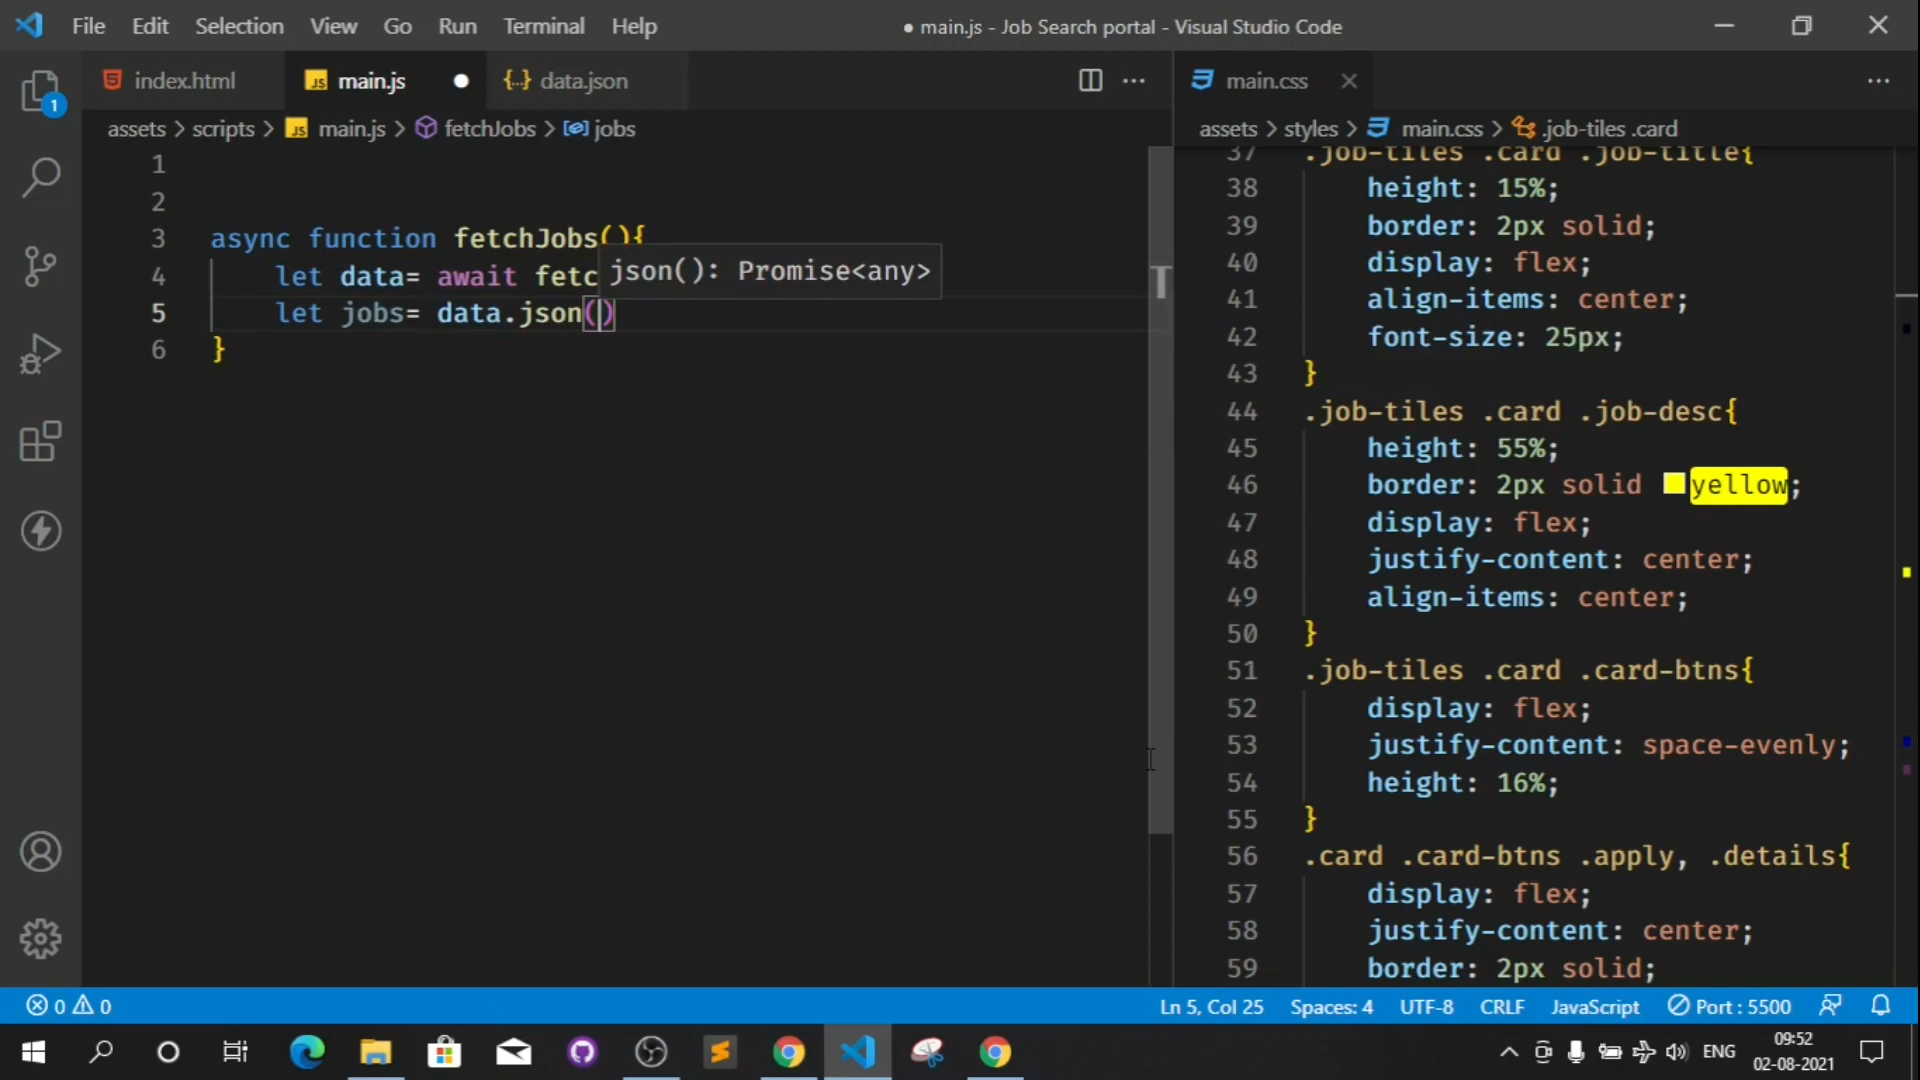 File Edit Selection View Go Run Terminal Help
● main.js - Job Search portal - Visual Studio Code
index.html
main.js
data.json
main.css
assets > scripts > JS main.js > fetchJobs > jobs
assets > styles > main.css > .job-tiles .card
1
2
3 async function fetchJobs(){
4 let data= await fetc
json(): Promise<any>
5 let jobs= data.json()
6 }
37 .job-tiles .card .job-title{
38 height: 15%;
39 border: 2px solid;
40 display: flex;
41 align-items: center;
42 font-size: 25px;
43 }
44 .job-tiles .card .job-desc{
45 height: 55%;
46 border: 2px solid yellow;
47 display: flex;
48 justify-content: center;
49 align-items: center;
50 }
51 .job-tiles .card .card-btns{
52 display: flex;
53 justify-content: space-evenly;
54 height: 16%;
55 }
56 .card .card-btns .apply, .details{
57 display: flex;
58 justify-content: center;
59 border: 2px solid;
1
0 0
Ln 5, Col 25 Spaces: 4 UTF-8 CRLF JavaScript Port : 5500
ENG
09:52
02-08-2021